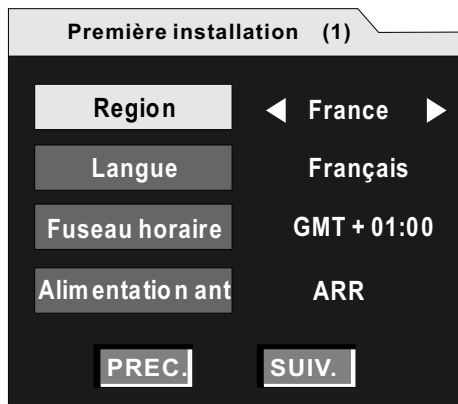 Première installation (1)
Region France
Langue Français
Fuseau horaire GMT + 01:00
Alimentation ant ARR
PREC. SUIV.